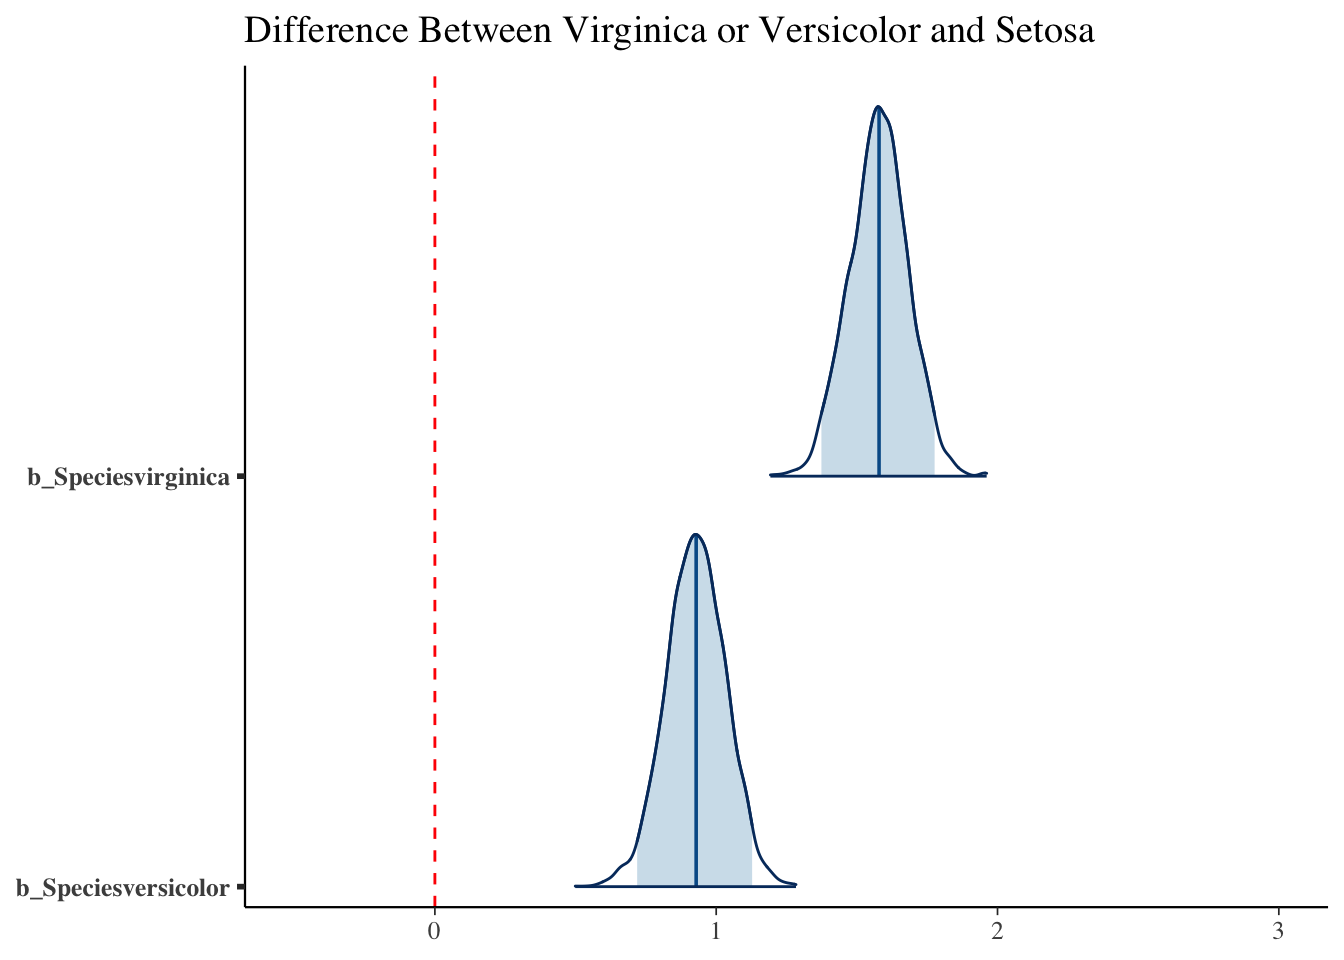 Difference Between Virginica or Versicolor and Setosa
b_Speciesvirginica
b_Speciesversicolor
0 1 2 3